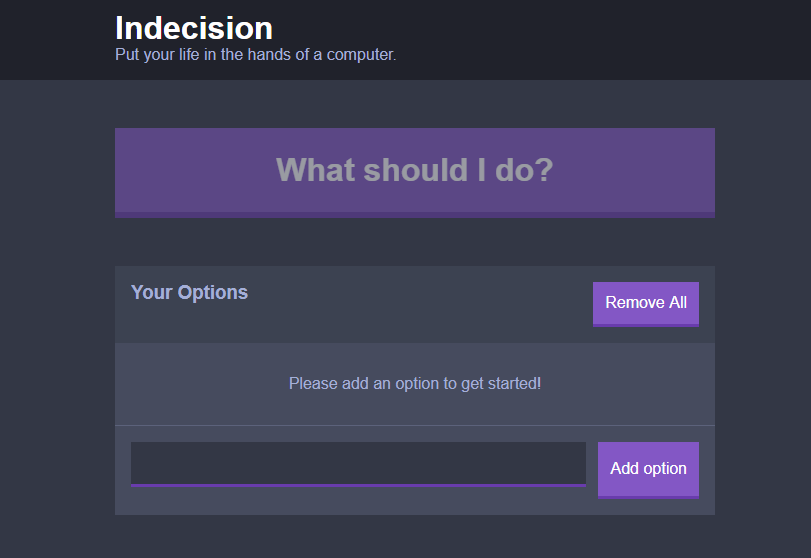 Indecision
Put your life in the hands of a computer.
What should I do?
Your Options
Remove All
Please add an option to get started!
Add option